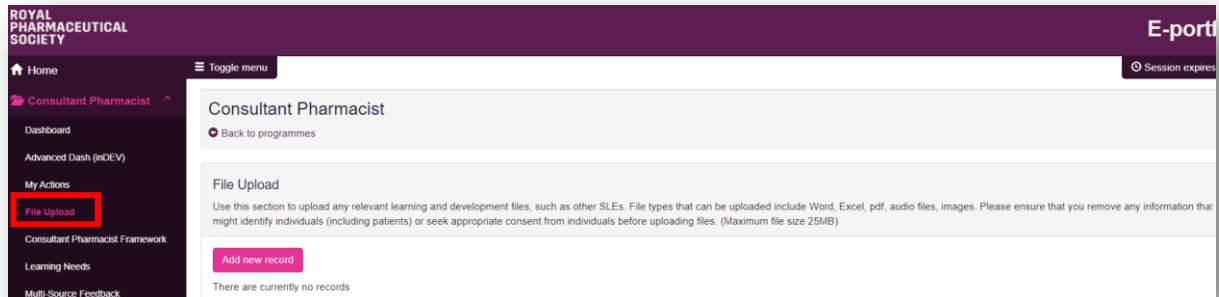 ROYAL
PHARMACEUTICAL
SOCIETY
E-portf
Home
Toggle menu
Session expires
Consultant Pharmacist
Dashboard
Advanced Dash (inDEV)
My Actions
File Upload
Consultant Pharmacist Framework
Learning Needs
Multi-Source Feedback
Consultant Pharmacist
Back to programmes
File Upload
Use this section to upload any relevant learning and development files, such as other SLEs. File types that can be uploaded include Word, Excel, pdf, audio files, images. Please ensure that you remove any information that
might identify individuals (including patients) or seek appropriate consent from individuals before uploading files. (Maximum file size 25MB)
Add new record
There are currently no records